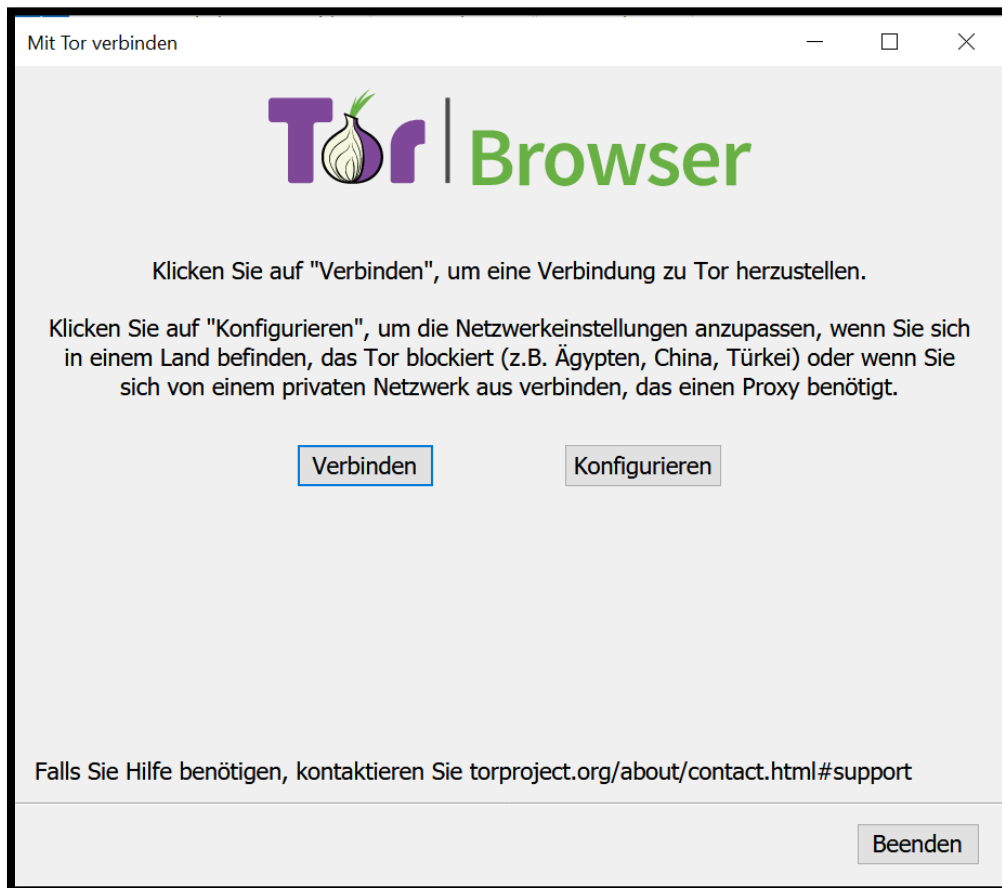 Mit Tor verbinden
Tor | Browser
Klicken Sie auf "Verbinden", um eine Verbindung zu Tor herzustellen.
Klicken Sie auf "Konfigurieren", um die Netzwerkeinstellungen anzupassen, wenn Sie sich
in einem Land befinden, das Tor blockiert (z.B. Ägypten, China, Türkei) oder wenn Sie
sich von einem privaten Netzwerk aus verbinden, das einen Proxy benötigt.
Verbinden Konfigurieren
Falls Sie Hilfe benötigen, kontaktieren Sie torproject.org/about/contact.html#support
Beenden